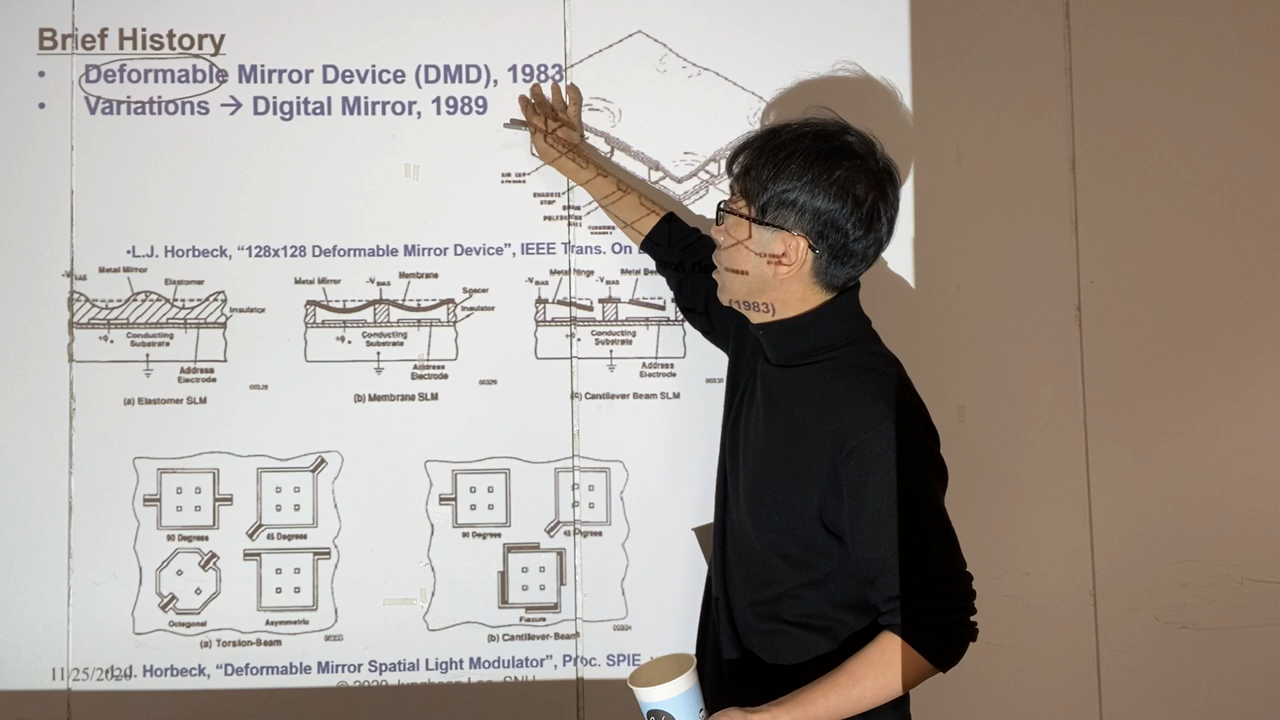 Brief History
• Deformable Mirror Device (DMD), 1983
• Variations → Digital Mirror, 1989
AIR GAP
•L.J. Horbeck, “128x128 Deformable Mirror Device”, IEEE Trans. On
(1983)
Metal Mirror
Elastomer
Insulator
Conducting
Substrate
Address
Electrode
(a) Elastomer SLM
Metal Mirror
Membrane
Spacer
Insulator
Conducting
Substrate
Address
Electrode
(b) Membrane SLM
Metal Hinge
Conducting
Substrate
Address
Electrode
(c) Cantilever Beam SLM
90 Degrees
45 Degrees
Octagonal
Asymmetric
(a) Torsion-Beam
90 Degrees
45 Degrees
(b) Cantilever-Beam
11/25/2020
J. Horbeck, “Deformable Mirror Spatial Light Modulator”, Proc. SPIE